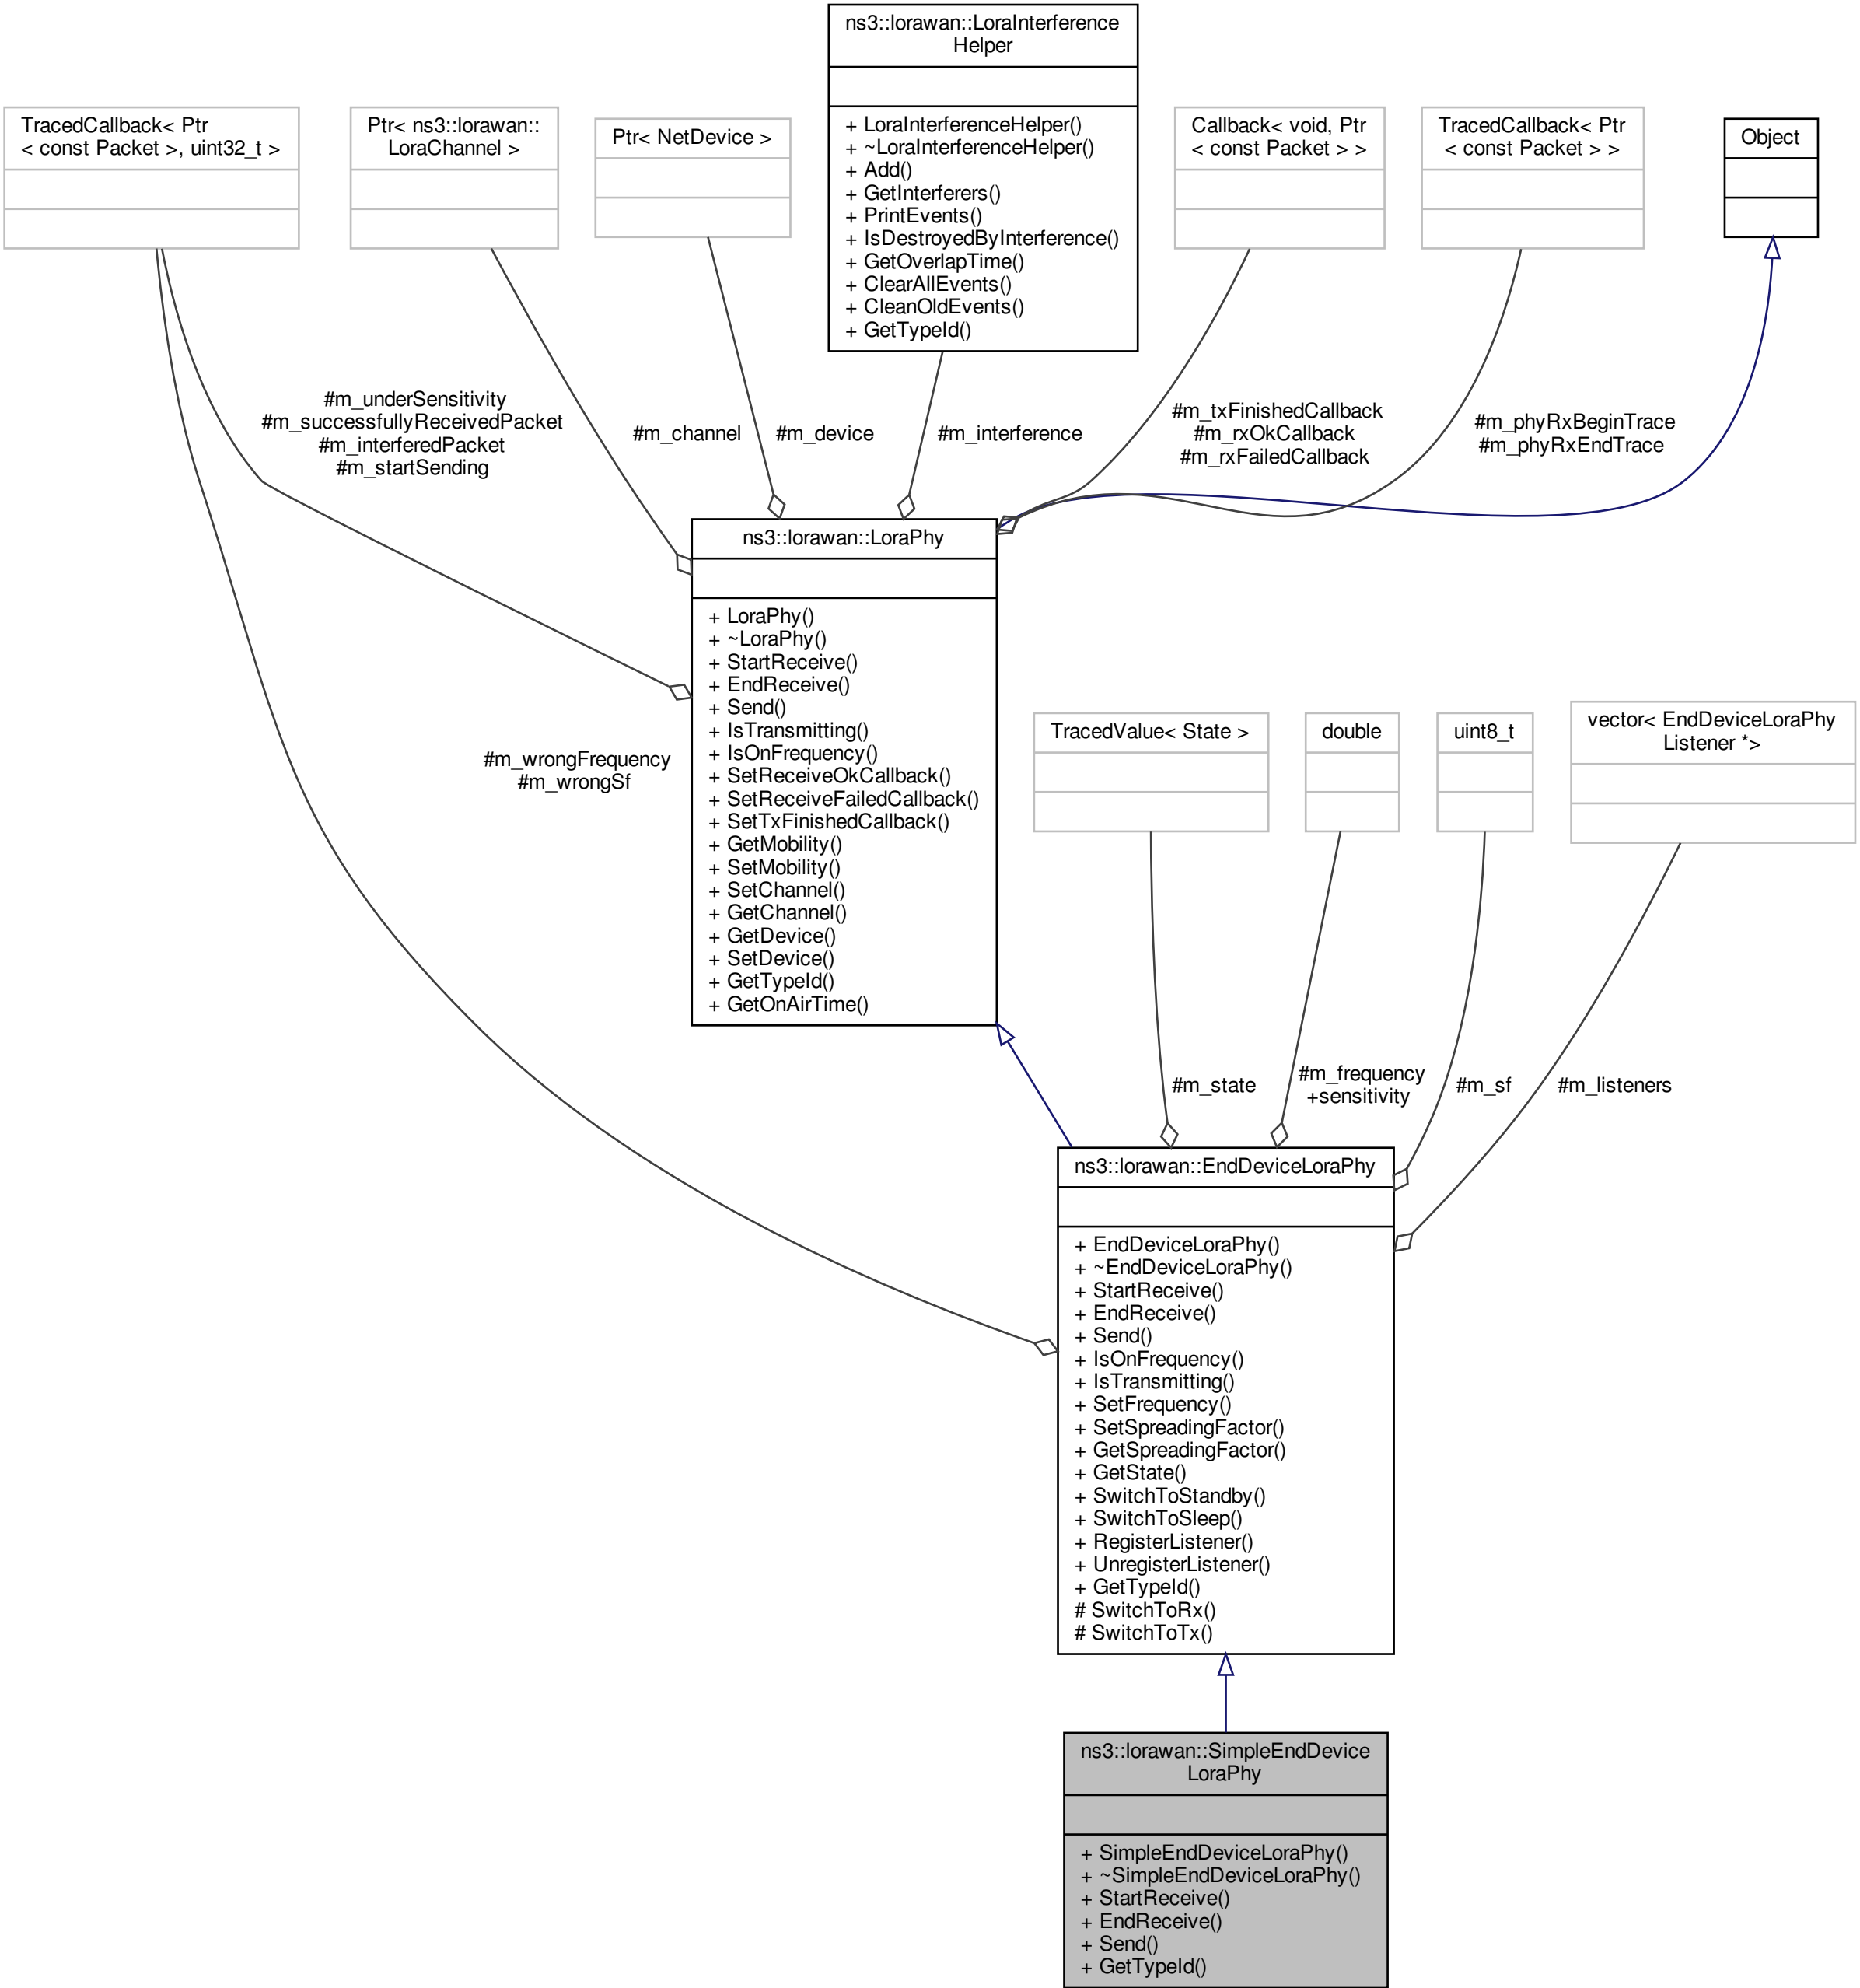 ns3::lorawan::LoraInterference
Helper
+ LoraInterferenceHelper()
+ ~LoraInterferenceHelper()
+ Add()
+ GetInterferers()
+ PrintEvents()
+ IsDestroyedByInterference()
+ GetOverlapTime()
+ ClearAllEvents()
+ CleanOldEvents()
+ GetTypeId()
TracedCallback< Ptr
< const Packet >, uint32_t >
Ptr< ns3::lorawan::
LoraChannel >
Ptr< NetDevice >
Callback< void, Ptr
< const Packet > >
TracedCallback< Ptr
< const Packet > >
Object
#m_underSensitivity
#m_successfullyReceivedPacket
#m_interferedPacket
#m_startSending
#m_channel
#m_device
#m_interference
#m_txFinishedCallback
#m_rxOkCallback
#m_rxFailedCallback
#m_phyRxBeginTrace
#m_phyRxEndTrace
ns3::lorawan::LoraPhy
+ LoraPhy()
+ ~LoraPhy()
+ StartReceive()
+ EndReceive()
+ Send()
+ IsTransmitting()
+ IsOnFrequency()
+ SetReceiveOkCallback()
+ SetReceiveFailedCallback()
+ SetTxFinishedCallback()
+ GetMobility()
+ SetMobility()
+ SetChannel()
+ GetChannel()
+ GetDevice()
+ SetDevice()
+ GetTypeId()
+ GetOnAirTime()
#m_wrongFrequency
#m_wrongSf
TracedValue< State >
double
uint8_t
vector< EndDeviceLoraPhy
Listener *>
#m_state
#m_frequency
+sensitivity
#m_sf
#m_listeners
ns3::lorawan::EndDeviceLoraPhy
+ EndDeviceLoraPhy()
+ ~EndDeviceLoraPhy()
+ StartReceive()
+ EndReceive()
+ Send()
+ IsOnFrequency()
+ IsTransmitting()
+ SetFrequency()
+ SetSpreadingFactor()
+ GetSpreadingFactor()
+ GetState()
+ SwitchToStandby()
+ SwitchToSleep()
+ RegisterListener()
+ UnregisterListener()
+ GetTypeId()
# SwitchToRx()
# SwitchToTx()
ns3::lorawan::SimpleEndDevice
LoraPhy
+ SimpleEndDeviceLoraPhy()
+ ~SimpleEndDeviceLoraPhy()
+ StartReceive()
+ EndReceive()
+ Send()
+ GetTypeId()